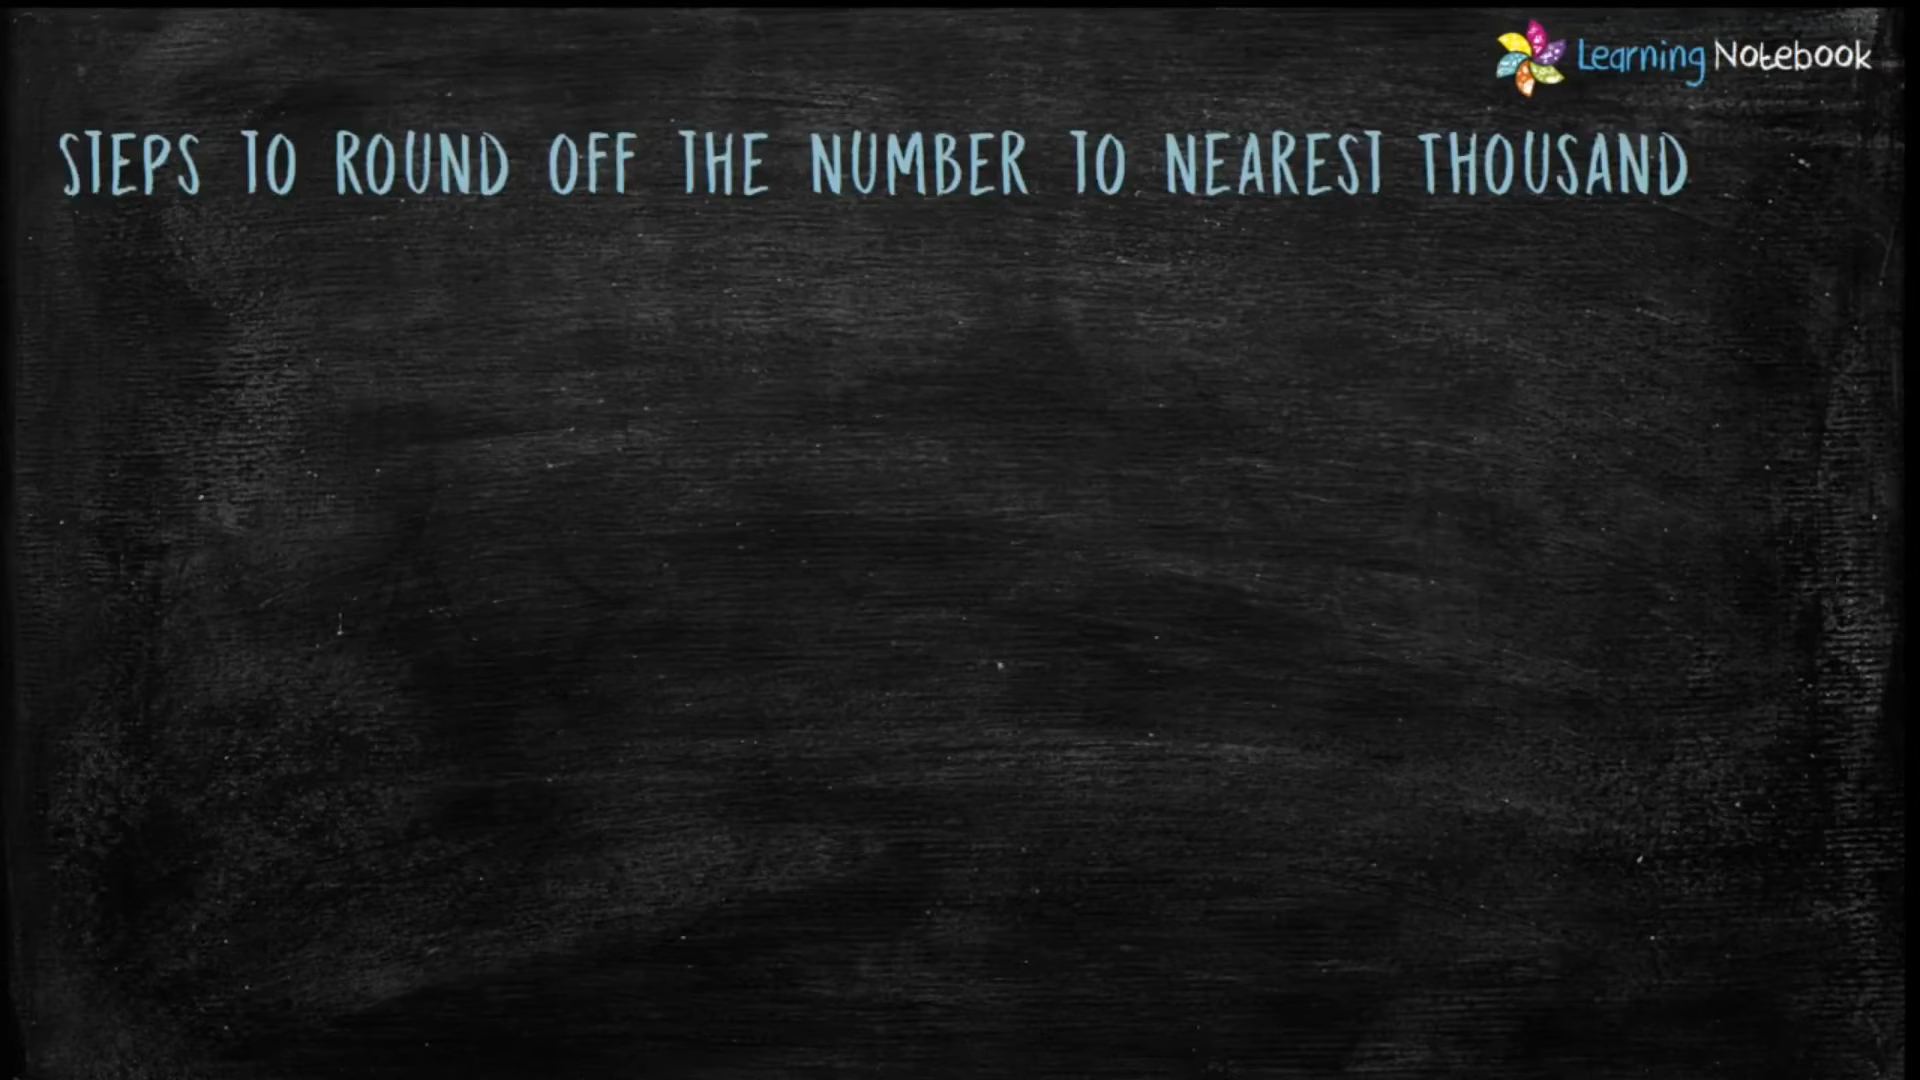 Learning Notebook
STEPS TO ROUND OFF THE NUMBER TO NEAREST THOUSAND